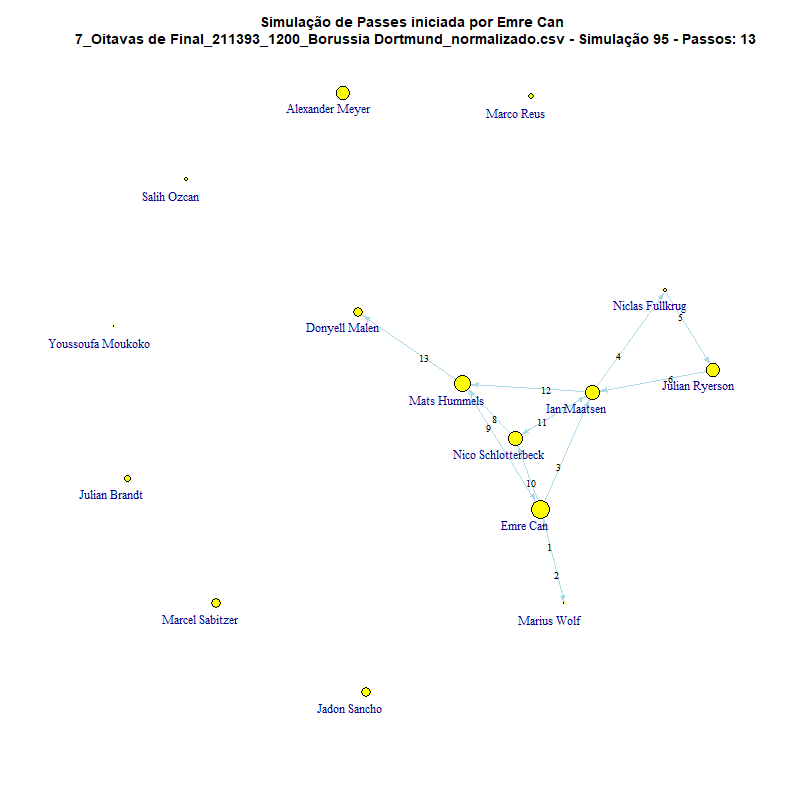 Simulação de Passes iniciada por Emre Can
7_Oitavas de Final_211393_1200_Borussia Dortmund_normalizado.csv - Simulação 95 - Passos: 13
Alexander Meyer
Marco Reus
Salih Ozcan
Niclas Fullkrug
5
Donyell Malen
Youssoufa Moukoko
13
4
6
Julian Ryerson
12
Mats Hummels
Ian Maatsen
8
11
9
Nico Schlotterbeck
3
10
Julian Brandt
Emre Can
1
2
Marcel Sabitzer
Marius Wolf
Jadon Sancho